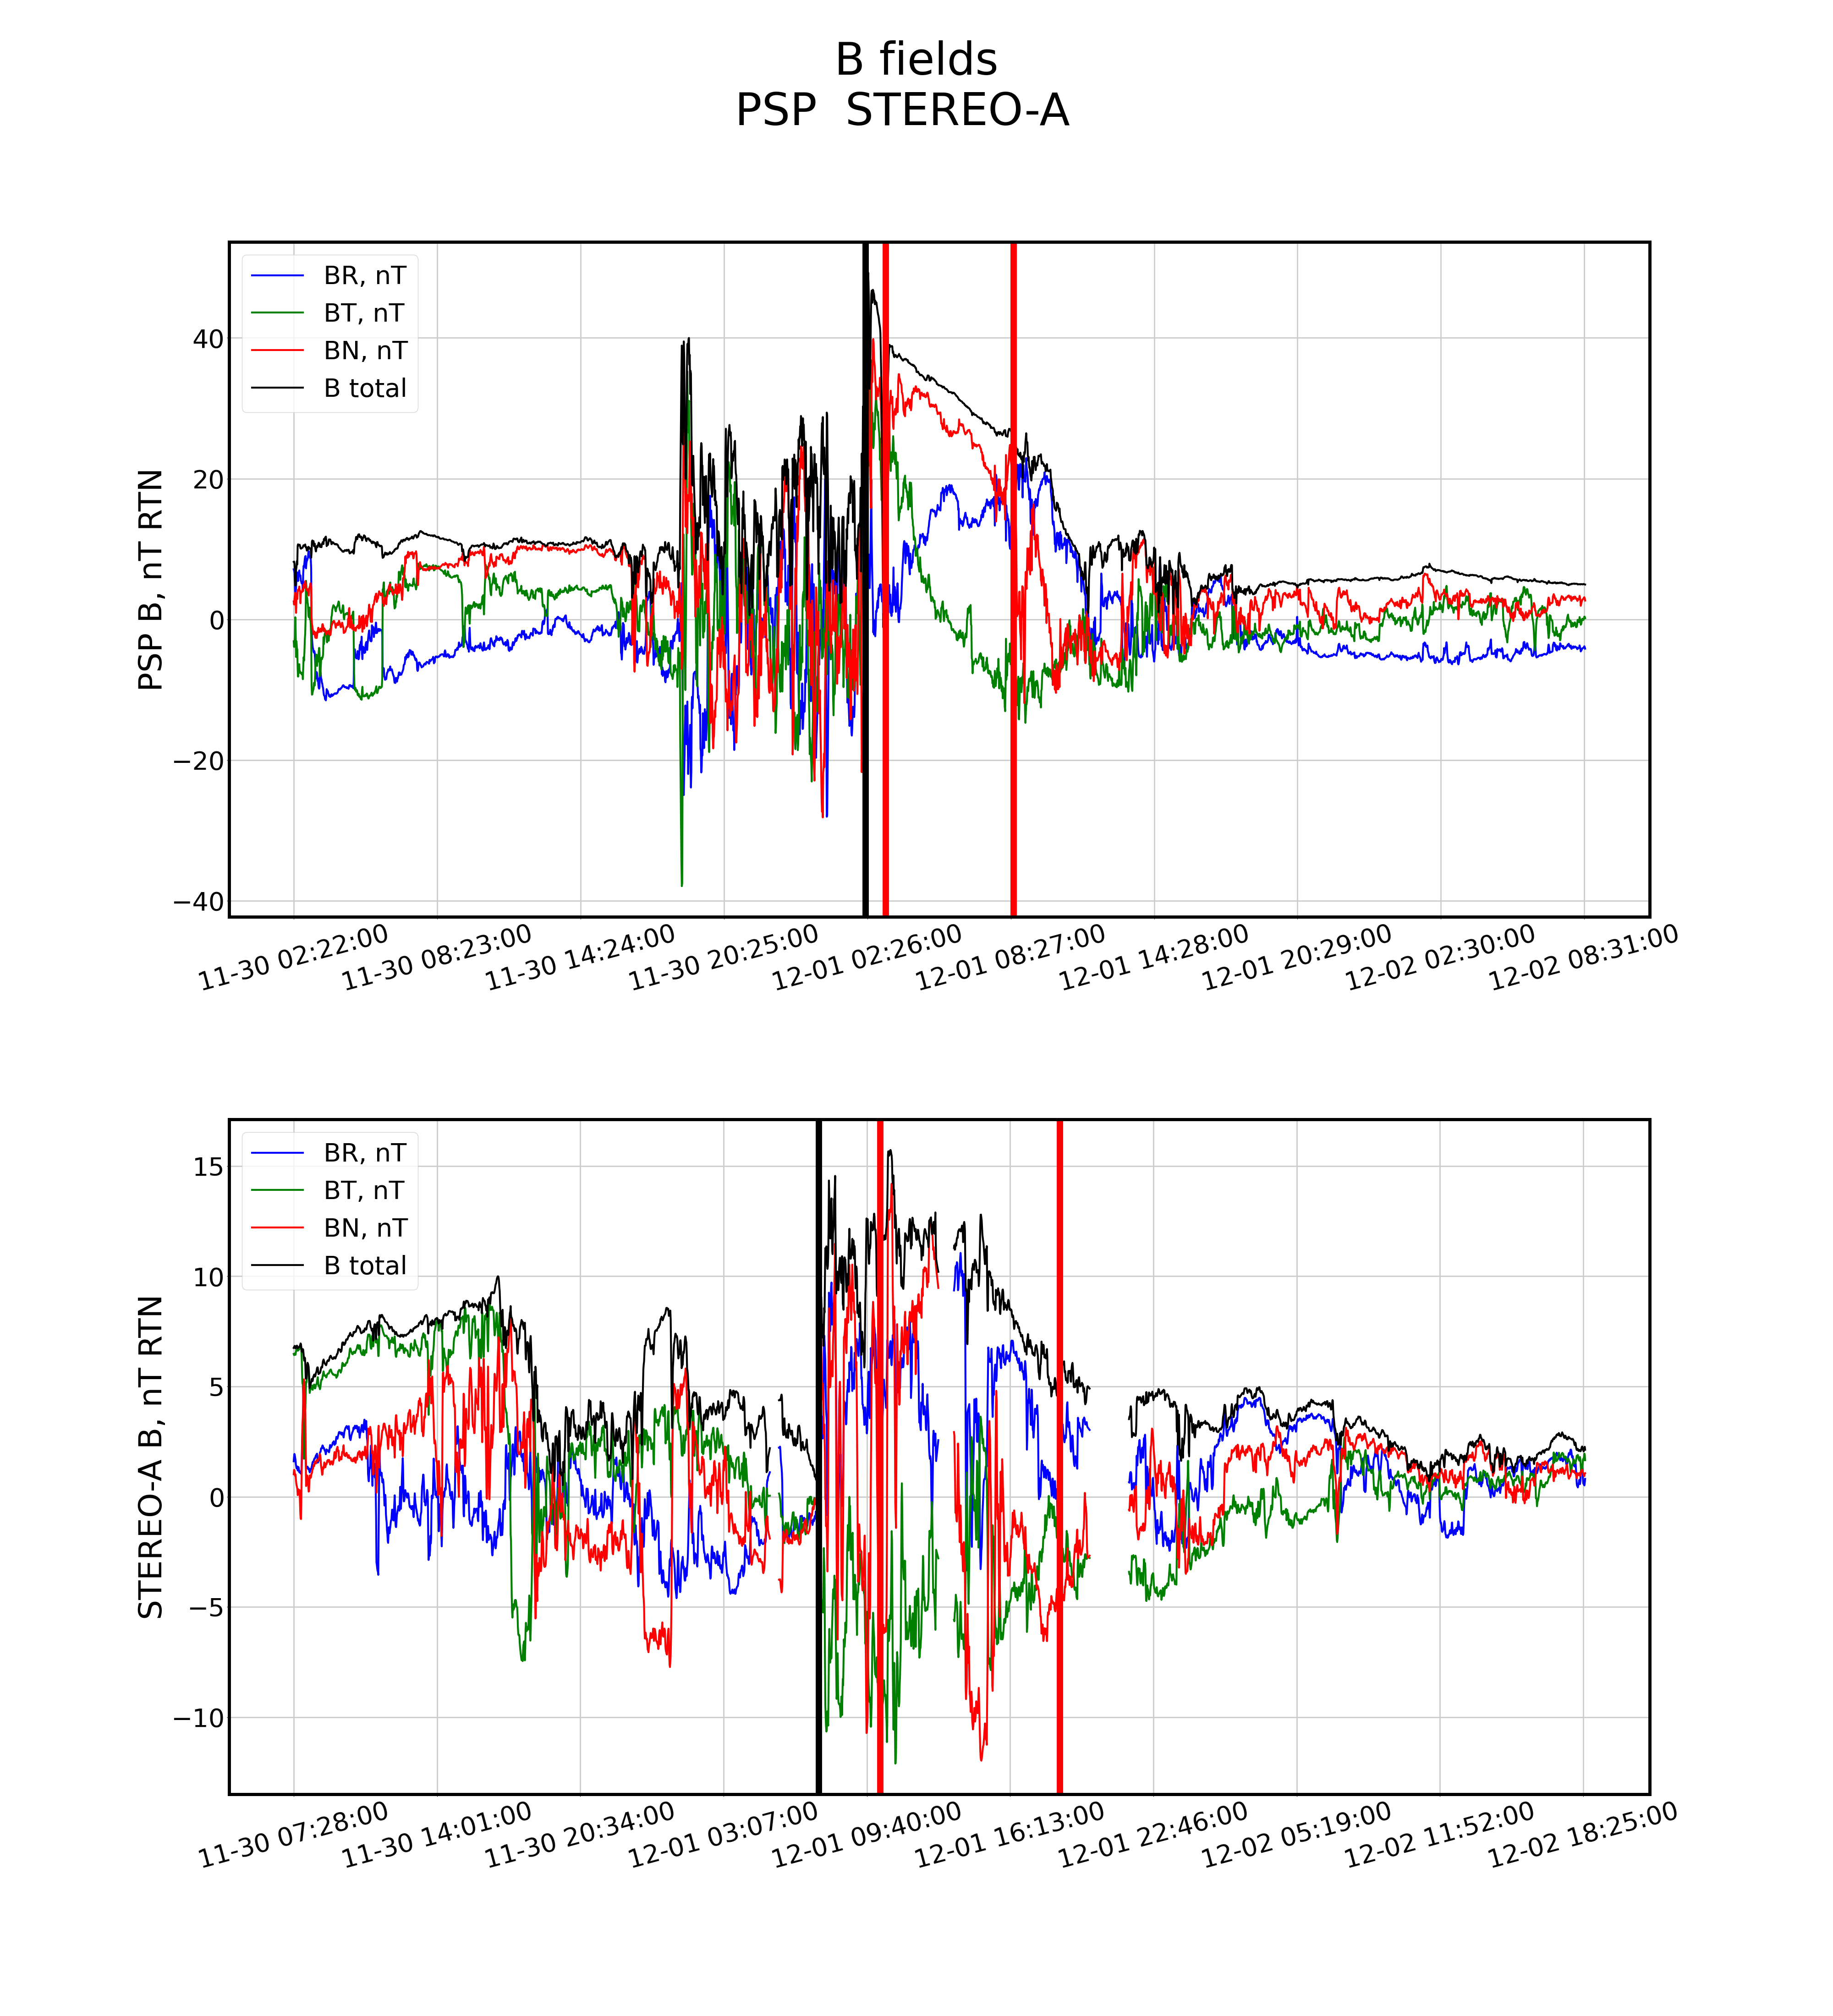 B fields
PSP  STEREO-A
BR, nT
BT, nT
BN, nT
B total
PSP B, nT RTN
40
20
0
−20
−40
11-30 02:22:00
11-30 08:23:00
11-30 14:24:00
11-30 20:25:00
12-01 02:26:00
12-01 08:27:00
12-01 14:28:00
12-01 20:29:00
12-02 02:30:00
12-02 08:31:00
BR, nT
BT, nT
BN, nT
B total
STEREO-A B, nT RTN
15
10
5
0
−5
−10
11-30 07:28:00
11-30 14:01:00
11-30 20:34:00
12-01 03:07:00
12-01 09:40:00
12-01 16:13:00
12-01 22:46:00
12-02 05:19:00
12-02 11:52:00
12-02 18:25:00